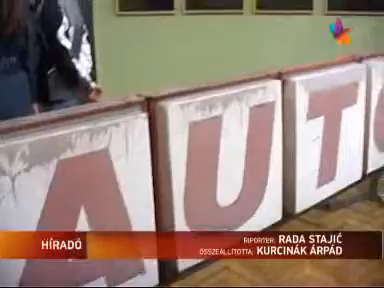 AUTO
HÍRADÓ
RIPORTER: RADA STAJIĆ
ÖSSZEÁLLÍTOTTA: KURCINÁK ÁRPÁD